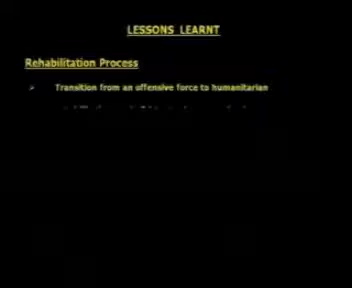 LESSONS LEARNT
Rehabilitation Process
Transition from an offensive force to humanitarian